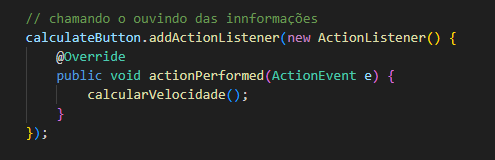 // chamando o ouvindo das innformações
calculateButton.addActionListener(new ActionListener() {
    @Override
    public void actionPerformed(ActionEvent e) {
        calcularVelocidade();
    }
});